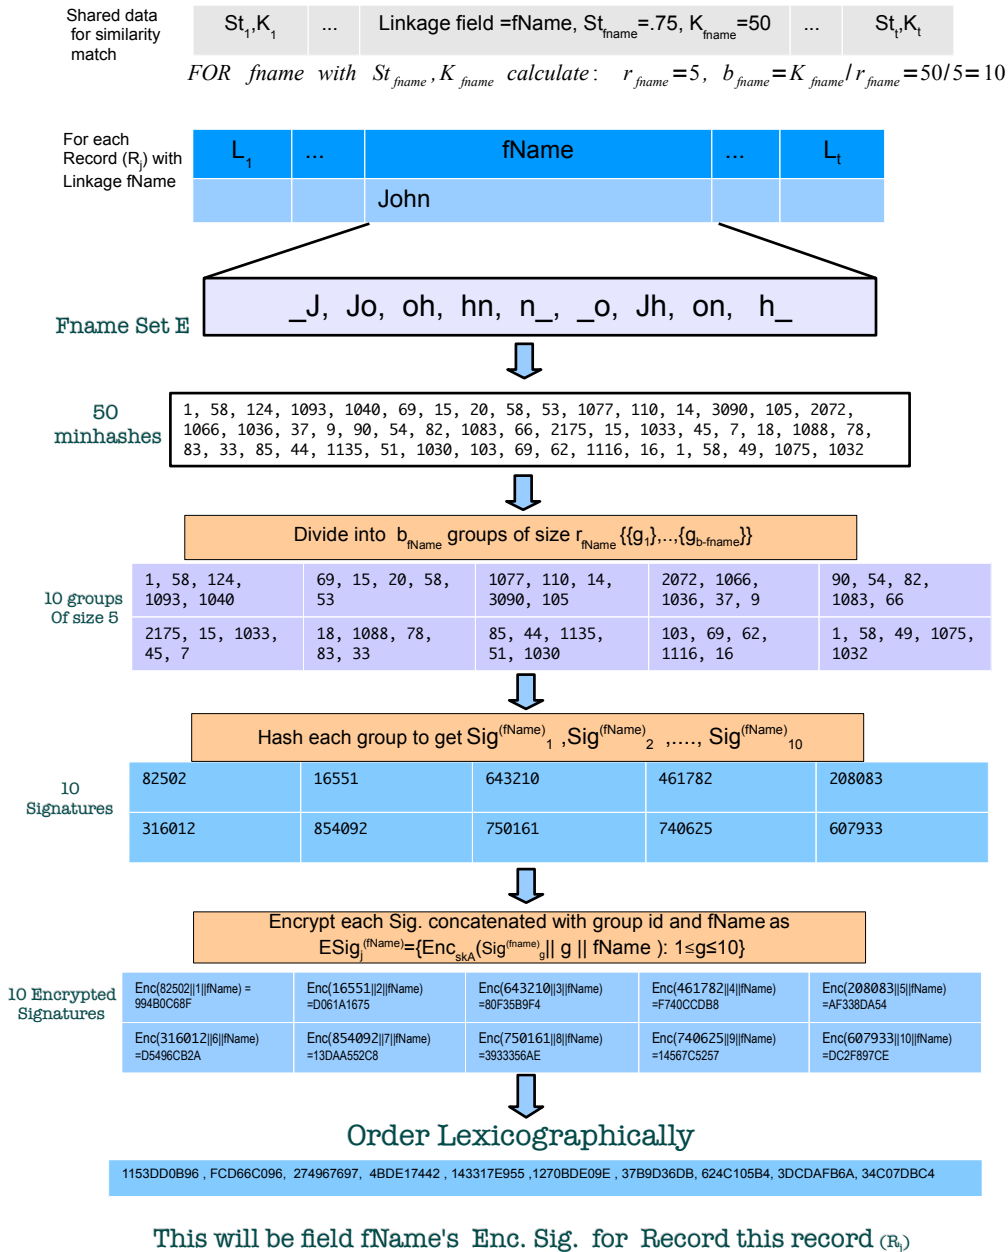 Shared data
for similarity
match
St1,K1 ... Linkage field =fName, Stfname=.75, Kfname=50 ... Stt,Kt
FOR fname with Stfname, Kfname calculate: rfname=5, bfname=Kfname/rfname=50/5=10
For each
Record (Rj) with
Linkage fName
L1 ... fName ... Lt
John
Fname Set E
_J, Jo, oh, hn, n_, _o, Jh, on, h_
50
minhashes
1, 58, 124, 1093, 1040, 69, 15, 20, 58, 53, 1077, 110, 14, 3090, 105, 2072,
1066, 1036, 37, 9, 90, 54, 82, 1083, 66, 2175, 15, 1033, 45, 7, 18, 1088, 78,
83, 33, 85, 44, 1135, 51, 1030, 103, 69, 62, 1116, 16, 1, 58, 49, 1075, 1032
Divide into bfName groups of size rfName {{g1},..,{gb-fname}}
10 groups
Of size 5
1, 58, 124,
1093, 1040
69, 15, 20, 58,
53
1077, 110, 14,
3090, 105
2072, 1066,
1036, 37, 9
90, 54, 82,
1083, 66
2175, 15, 1033,
45, 7
18, 1088, 78,
83, 33
85, 44, 1135,
51, 1030
103, 69, 62,
1116, 16
1, 58, 49, 1075,
1032
Hash each group to get Sig(fName)1 ,Sig(fName)2 ,...., Sig(fName)10
10
Signatures
82502 16551 643210 461782 208083
316012 854092 750161 740625 607933
Encrypt each Sig. concatenated with group id and fName as
ESigj(fName)={EncskA(Sig(fname)g|| g || fName ): 1≤g≤10}
10 Encrypted
Signatures
Enc(82502||1||fName) =
994B0C68F
Enc(16551||2||fName)
=D061A1675
Enc(643210||3||fName)
=80F35B9F4
Enc(461782||4||fName)
=F740CCDB8
Enc(208083||5||fName)
=AF338DA54
Enc(316012||6||fName)
=D5496CB2A
Enc(854092||7||fName)
=13DAA552C8
Enc(750161||8||fName)
=3933356AE
Enc(740625||9||fName)
=14567C5257
Enc(607933||10||fName)
=DC2F897CE
Order Lexicographically
1153DD0B96 , FCD66C096, 274967697, 4BDE17442 , 143317E955 ,1270BDE09E , 37B9D36DB, 624C105B4, 3DCDAFB6A, 34C07DBC4
This will be field fName's Enc. Sig. for Record this record (Rj)